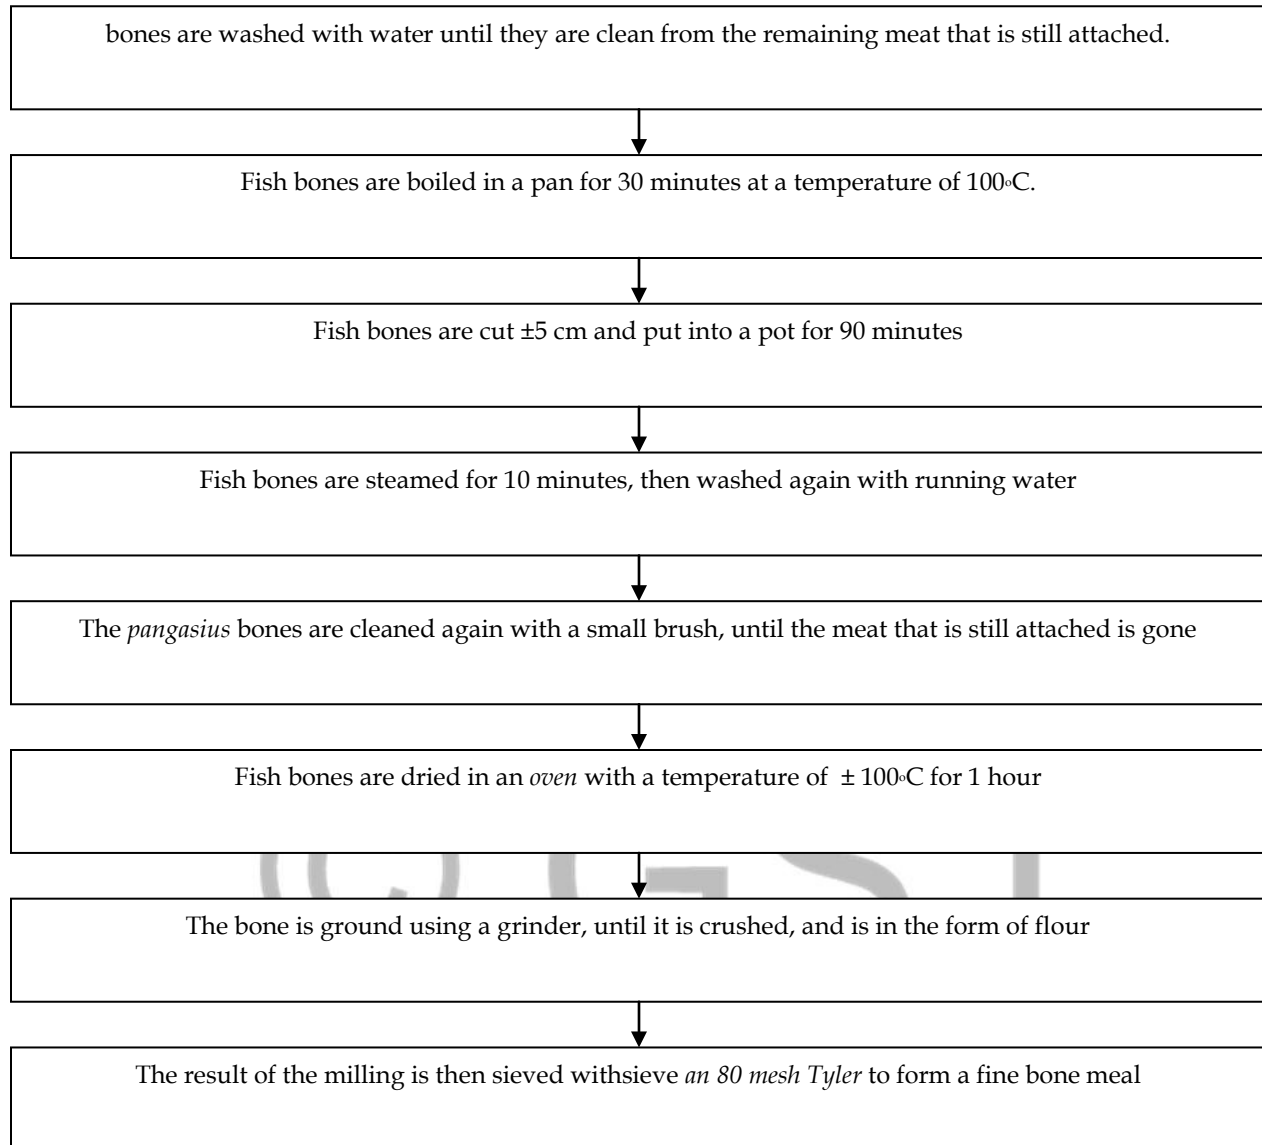 bones are washed with water until they are clean from the remaining meat that is still attached.
Fish bones are boiled in a pan for 30 minutes at a temperature of 100◦C.
Fish bones are cut ±5 cm and put into a pot for 90 minutes
Fish bones are steamed for 10 minutes, then washed again with running water
The pangasius bones are cleaned again with a small brush, until the meat that is still attached is gone
Fish bones are dried in an oven with a temperature of ± 100◦C for 1 hour
The bone is ground using a grinder, until it is crushed, and is in the form of flour
The result of the milling is then sieved withsieve an 80 mesh Tyler to form a fine bone meal